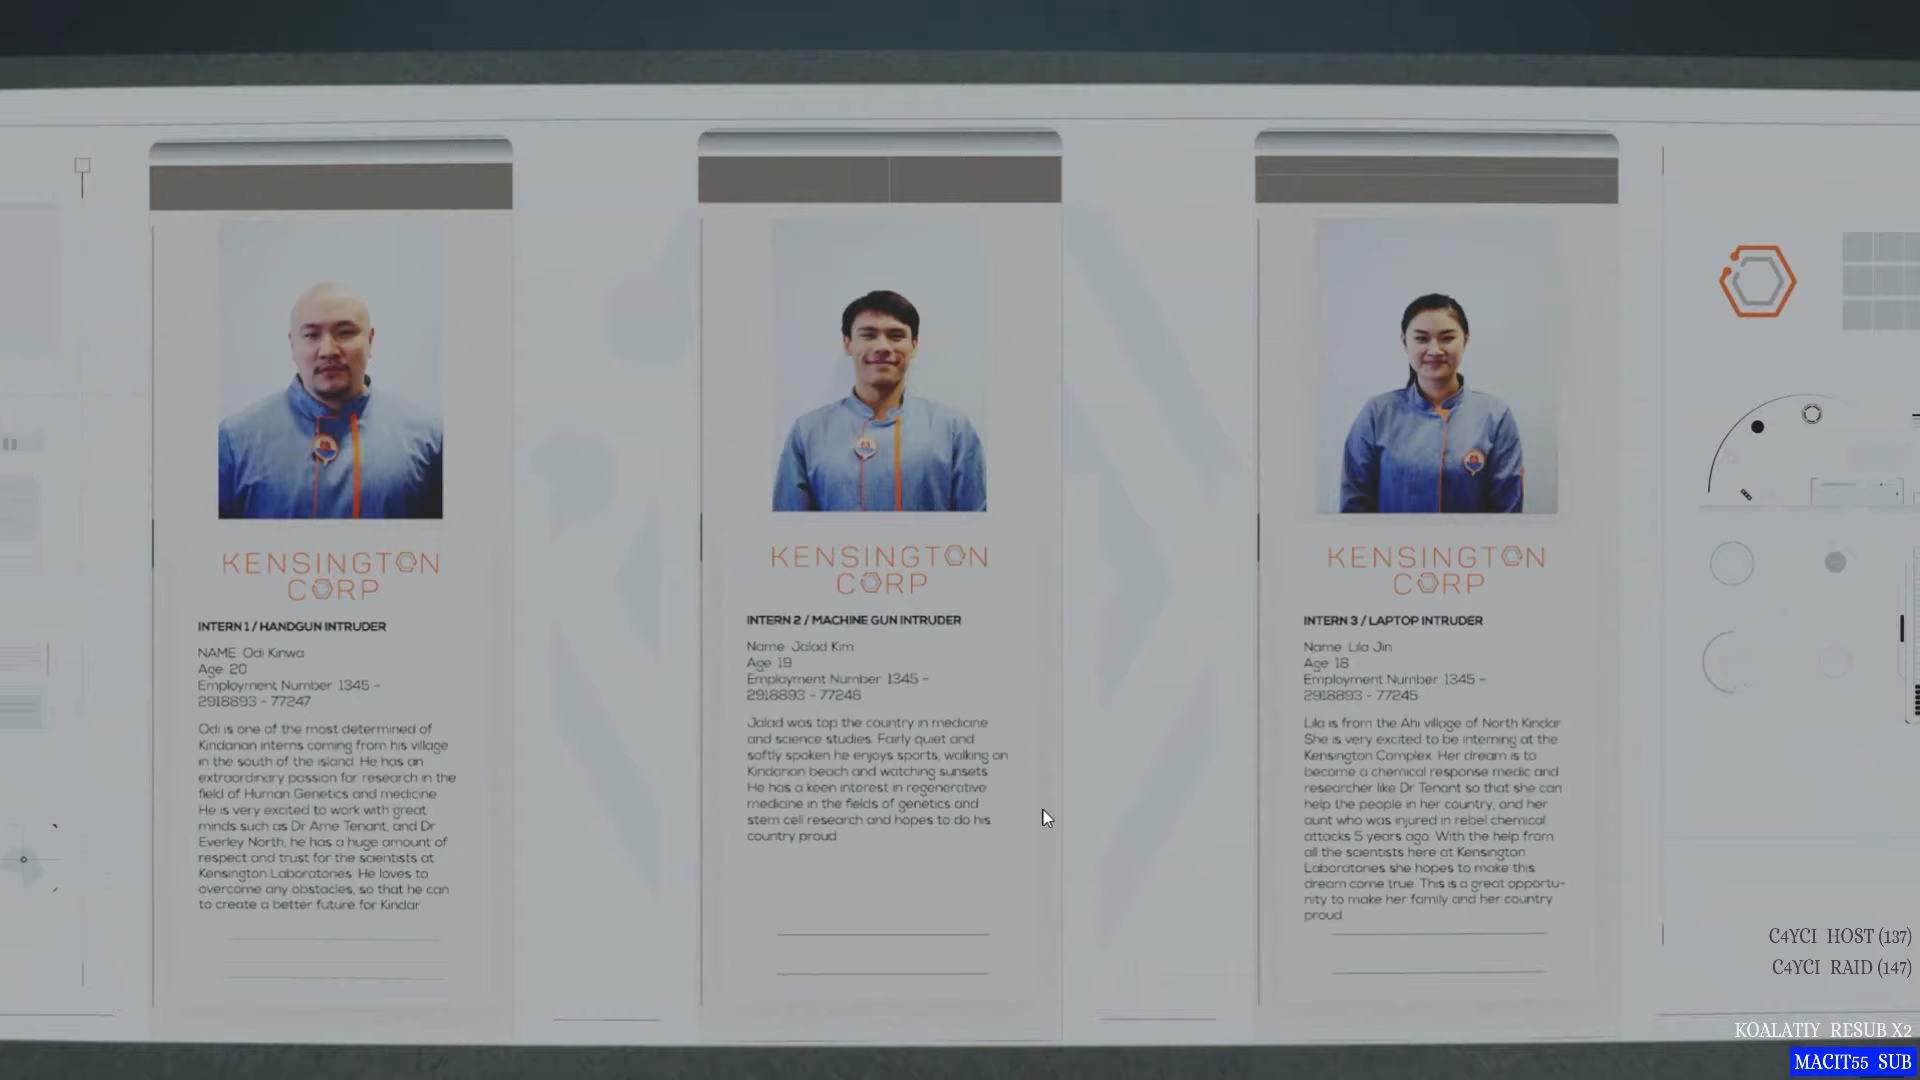 KENSINGTON
CORP
INTERN 1 / HANDGUN INTRUDER
NAME Odi Kinwa
Age 20
Employment Number 1345 -
2918893 - 77247
Odi is one of the most determined of
Kindarian interns coming from his village
in the south of the island. He has an
extraordinary passion for research in the
field of Human Genetics and medicine
He is very excited to work with great
minds such as Dr Ame Tenant, and Dr
Everley North, he has a huge amount of
respect and trust for the scientists at
Kensington Laboratories. He loves to
overcome any obstacles, so that he can
to create a better future for Kindar
KENSINGTON
CORP
INTERN 2 / MACHINE GUN INTRUDER
Name Jalad Kim
Age 19
Employment Number 1345 -
2918893 - 77246
Jalad was top the country in medicine
and science studies. Fairly quiet and
softly spoken he enjoys sports, walking on
Kindarian beach and watching sunsets
He has a keen interest in regenerative
medicine in the fields of genetics and
stem cell research and hopes to do his
country proud
KENSINGTON
CORP
INTERN 3 / LAPTOP INTRUDER
Name Lila Jin
Age 18
Employment Number 1345 -
2918893 - 77245
Lila is from the Ahi village of North Kindar
She is very excited to be interning at the
Kensington Complex. Her dream is to
become a chemical response medic and
researcher like Dr Tenant so that she can
help the people in her country, and her
aunt who was injured in rebel chemical
attacks 5 years ago. With the help from
all the scientists here at Kensington
Laboratories she hopes to make this
dream come true. This is a great opportu-
nity to make her family and her country
proud
C4YCI HOST (137)
C4YCI RAID (147)
KOALATIY RESUB X2
MACIT55 SUB